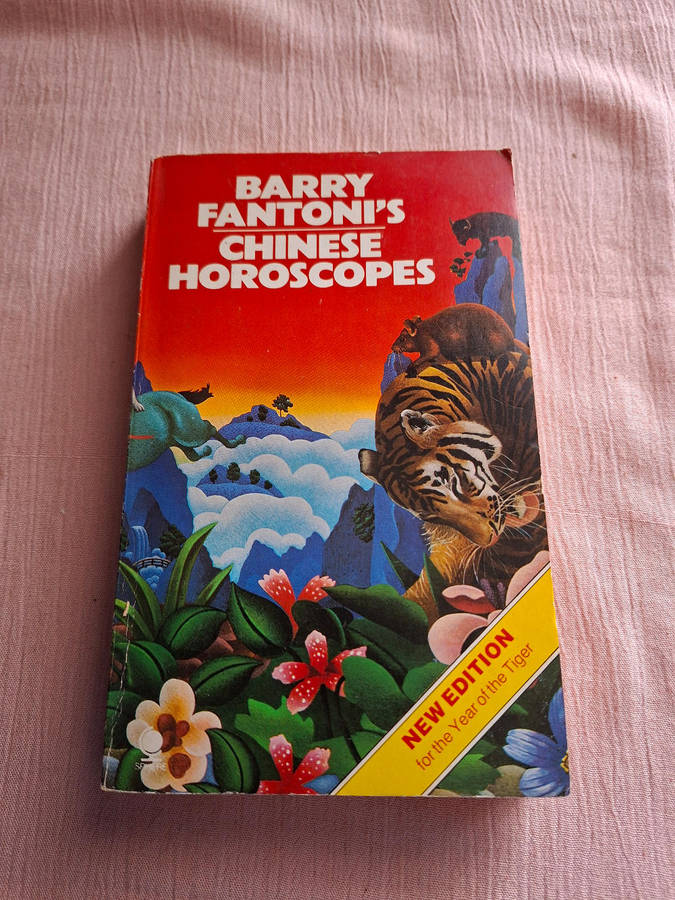 BARRY
FANTONI'S
CHINESE
HOROSCOPES
NEW EDITION
for the Year of the Tiger